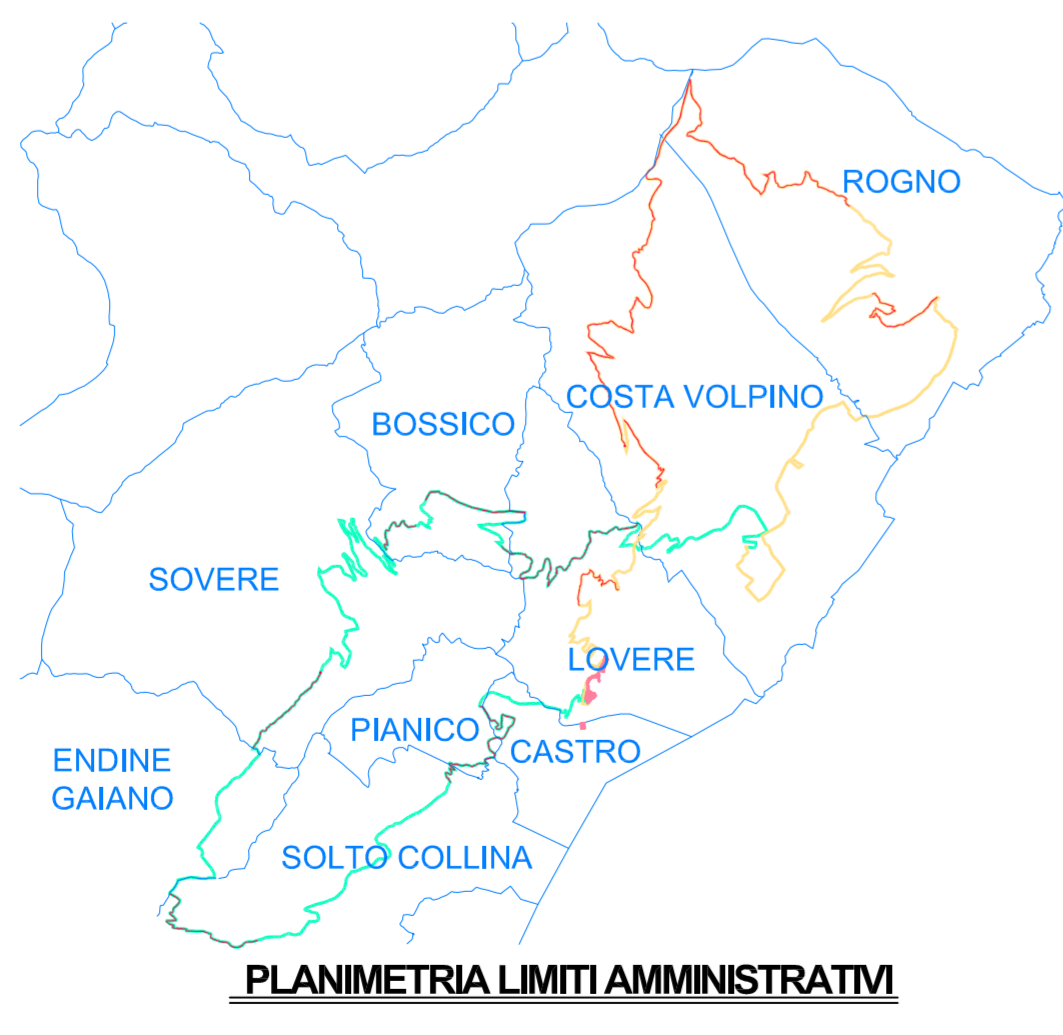 ROGNO
COSTA VOLPINO
BOSSICO
SOVERE
LOVERE
PIANICO
CASTRO
ENDINE
GAIANO
SOLTO COLLINA
PLANIMETRIA LIMITI AMMINISTRATIVI